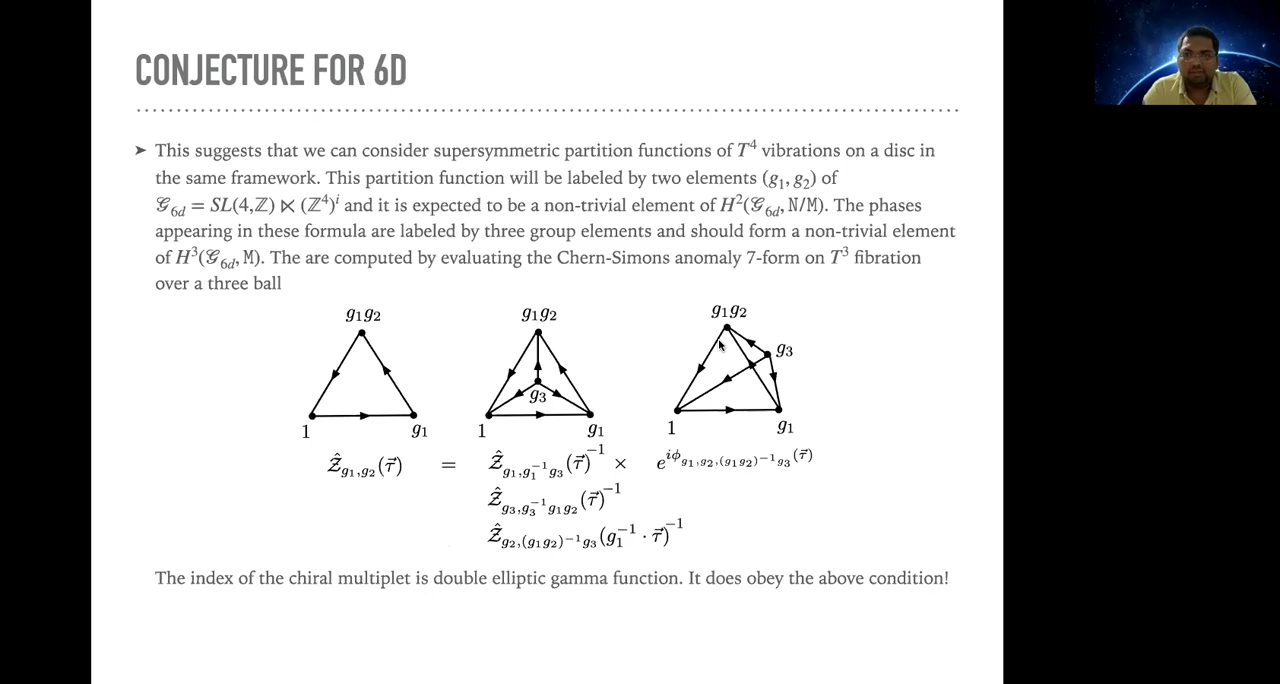 CONJECTURE FOR 6D
➤ This suggests that we can consider supersymmetric partition functions of T⁴ vibrations on a disc in
the same framework. This partition function will be labeled by two elements (g₁, g₂) of
𝒢₆d = SL(4,ℤ) ⋉ (ℤ⁴)ⁱ and it is expected to be a non-trivial element of H²(𝒢₆d, N/M). The phases
appearing in these formula are labeled by three group elements and should form a non-trivial element
of H³(𝒢₆d, M). The are computed by evaluating the Chern-Simons anomaly 7-form on T³ fibration
over a three ball
g₁g₂ g₁g₂ g₁g₂
g₃
g₃
1 g₁ 1 g₁ 1 g₁
𝒵̂_{g₁,g₂}(τ⃗) = 𝒵̂_{g₁,g₁⁻¹g₃}(τ⃗)⁻¹ × e^{iϕ_{g₁,g₂,(g₁g₂)⁻¹g₃}(τ⃗)}
𝒵̂_{g₃,g₃⁻¹g₁g₂}(τ⃗)⁻¹
𝒵̂_{g₂,(g₁g₂)⁻¹g₃}(g₁⁻¹ · τ⃗)⁻¹
The index of the chiral multiplet is double elliptic gamma function. It does obey the above condition!